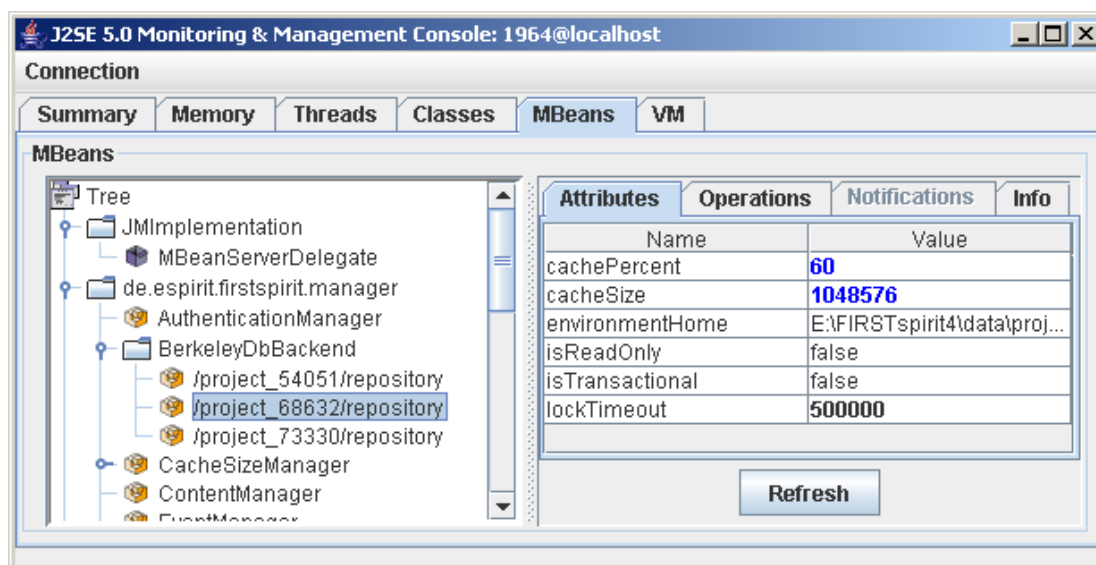 J2SE 5.0 Monitoring & Management Console: 1964@localhost
Connection
Summary Memory Threads Classes MBeans VM
MBeans
Tree
JMImplementation
MBeanServerDelegate
de.espirit.firstspirit.manager
AuthenticationManager
BerkeleyDbBackend
/project_54051/repository
/project_68632/repository
/project_73330/repository
CacheSizeManager
ContentManager
EventManager
Attributes Operations Notifications Info
Name Value
cachePercent 60
cacheSize 1048576
environmentHome E:\FIRSTspirit4\data\proj...
isReadOnly false
isTransactional false
lockTimeout 500000
Refresh